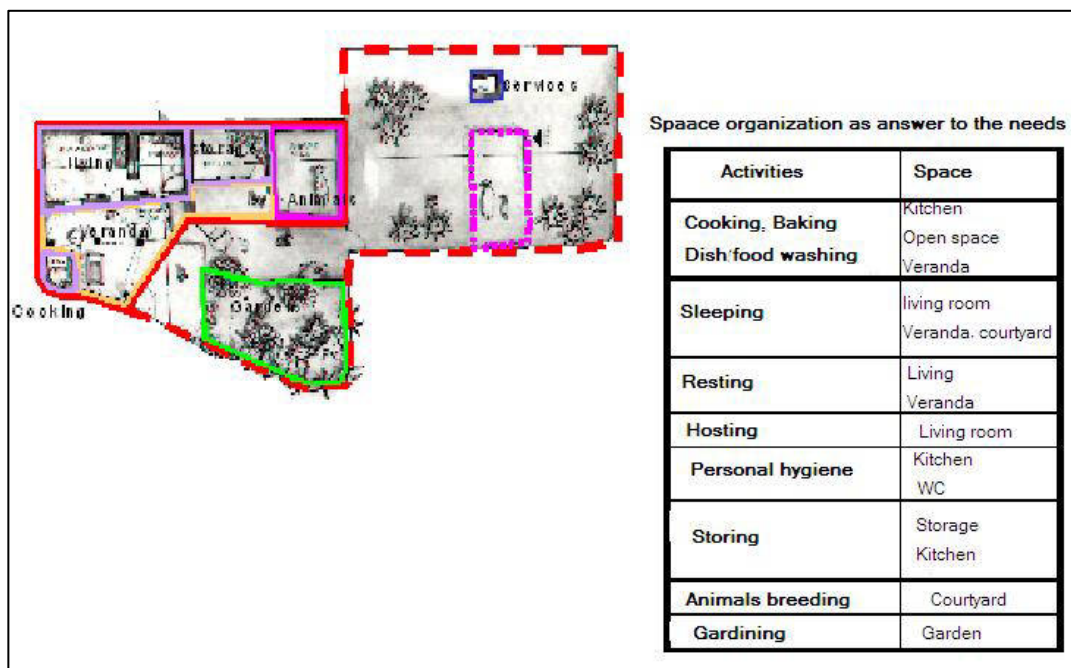 Services
living
storage
Animals
Veranda
Cooking
Gardens
Spaace organization as answer to the needs
Activities Space
Cooking, Baking Kitchen
Dish/food washing Open space
Veranda
Sleeping living room
Veranda. courtyard
Resting Living
Veranda
Hosting Living room
Personal hygiene Kitchen
WC
Storing Storage
Kitchen
Animals breeding Courtyard
Gardining Garden